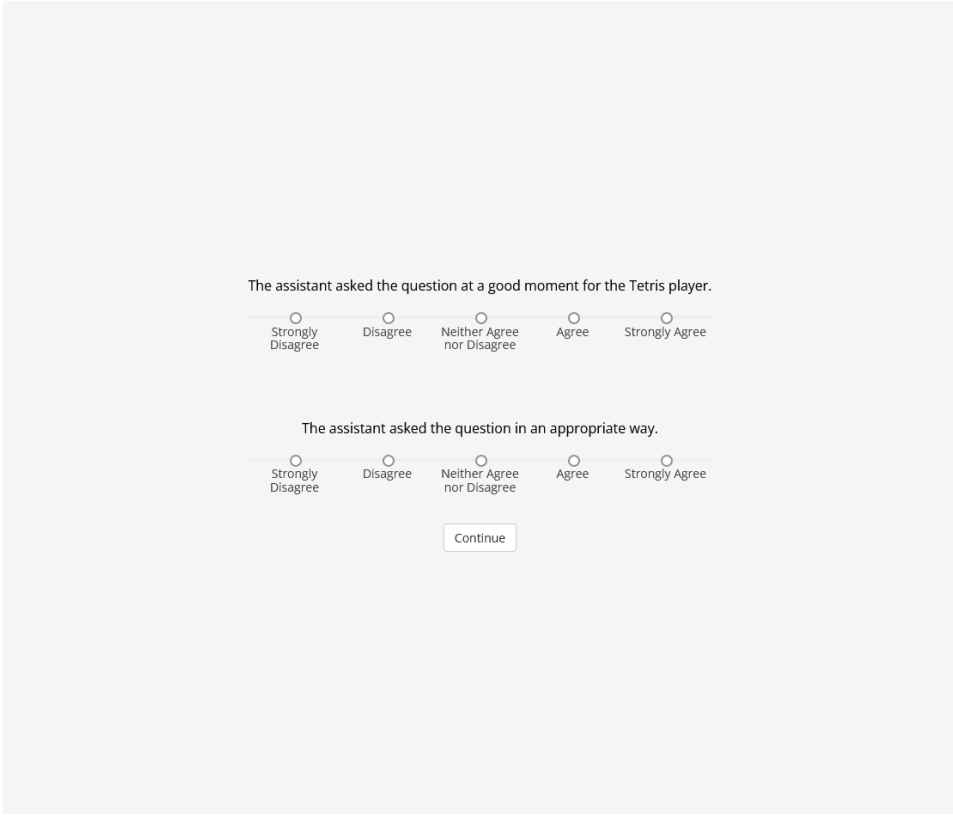 The assistant asked the question at a good moment for the Tetris player.
Strongly Disagree Neither Agree Agree Strongly Agree
Disagree nor Disagree
The assistant asked the question in an appropriate way.
Strongly Disagree Neither Agree Agree Strongly Agree
Disagree nor Disagree
Continue